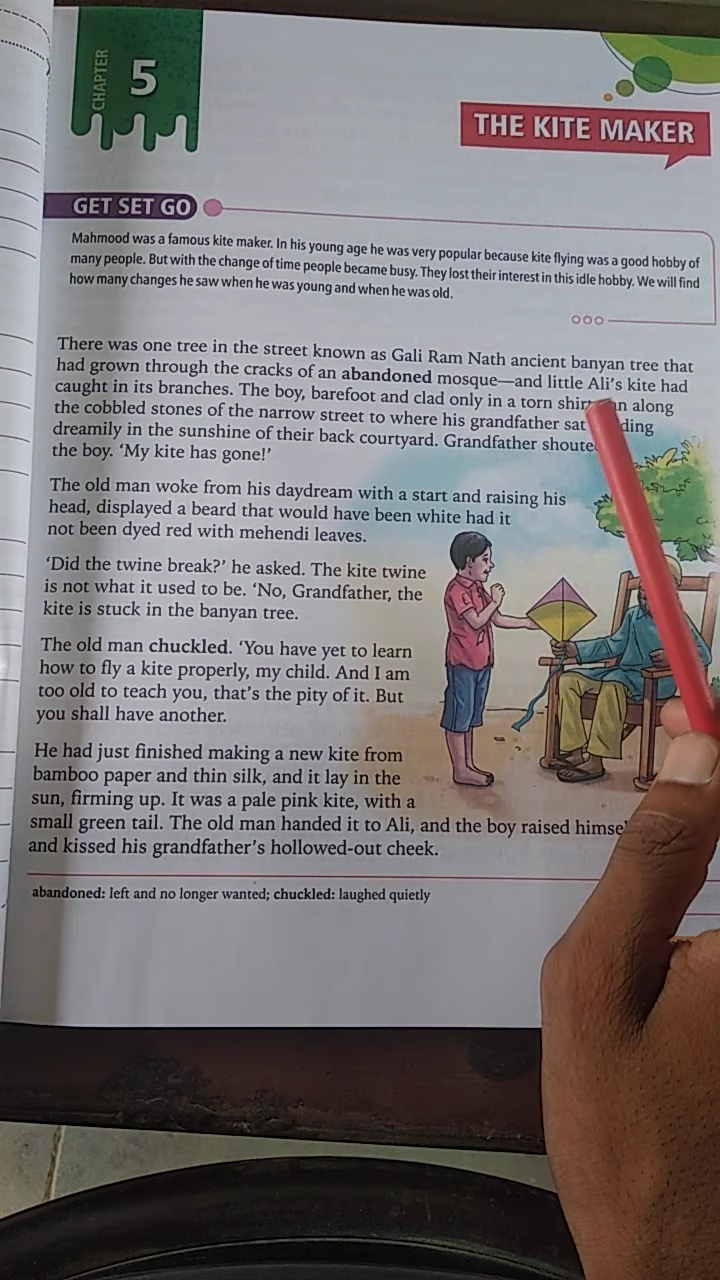 CHAPTER 5
THE KITE MAKER
GET SET GO
Mahmood was a famous kite maker. In his young age he was very popular because kite flying was a good hobby of
many people. But with the change of time people became busy. They lost their interest in this idle hobby. We will find
how many changes he saw when he was young and when he was old.
There was one tree in the street known as Gali Ram Nath ancient banyan tree that
had grown through the cracks of an abandoned mosque—and little Ali's kite had
caught in its branches. The boy, barefoot and clad only in a torn along
the cobbled stones of the narrow street to where his grandfather sat
dreamily in the sunshine of their back courtyard. Grandfather
the boy. 'My kite has gone!'
The old man woke from his daydream with a start and raising his
head, displayed a beard that would have been white had it
not been dyed red with mehendi leaves.
'Did the twine break?' he asked. The kite twine
is not what it used to be. 'No, Grandfather, the
kite is stuck in the banyan tree.
The old man chuckled. 'You have yet to learn
how to fly a kite properly, my child. And I am
too old to teach you, that's the pity of it. But
you shall have another.
He had just finished making a new kite from
bamboo paper and thin silk, and it lay in the
sun, firming up. It was a pale pink kite, with a
small green tail. The old man handed it to Ali, and the boy raised
and kissed his grandfather's hollowed-out cheek.
abandoned: left and no longer wanted; chuckled: laughed quietly